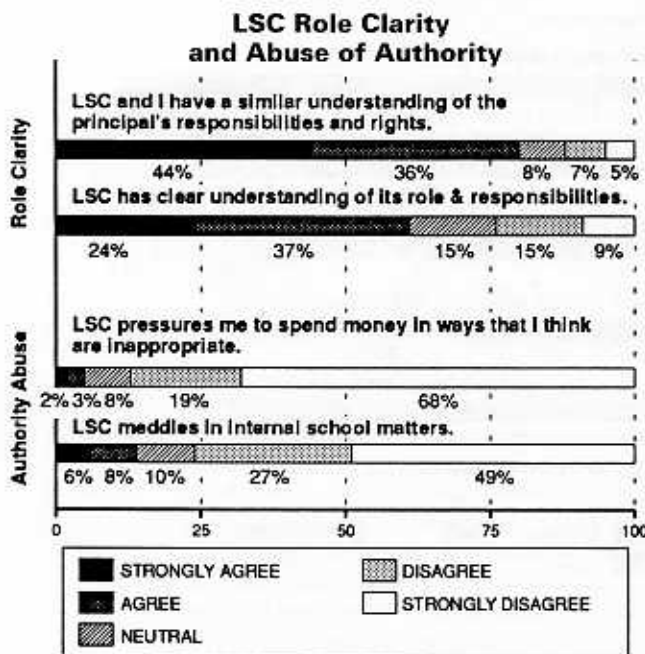 LSC Role Clarity
and Abuse of Authority
Role Clarity
LSC and I have a similar understanding of the
principal's responsibilities and rights.
44% 36% 8% 7% 5%
LSC has clear understanding of its role & responsibilities.
24% 37% 15% 15% 9%
Authority Abuse
LSC pressures me to spend money in ways that I think
are inappropriate.
2% 3% 8% 19% 68%
LSC meddles in internal school matters.
6% 8% 10% 27% 49%
0 25 50 75 100
STRONGLY AGREE
AGREE
NEUTRAL
DISAGREE
STRONGLY DISAGREE